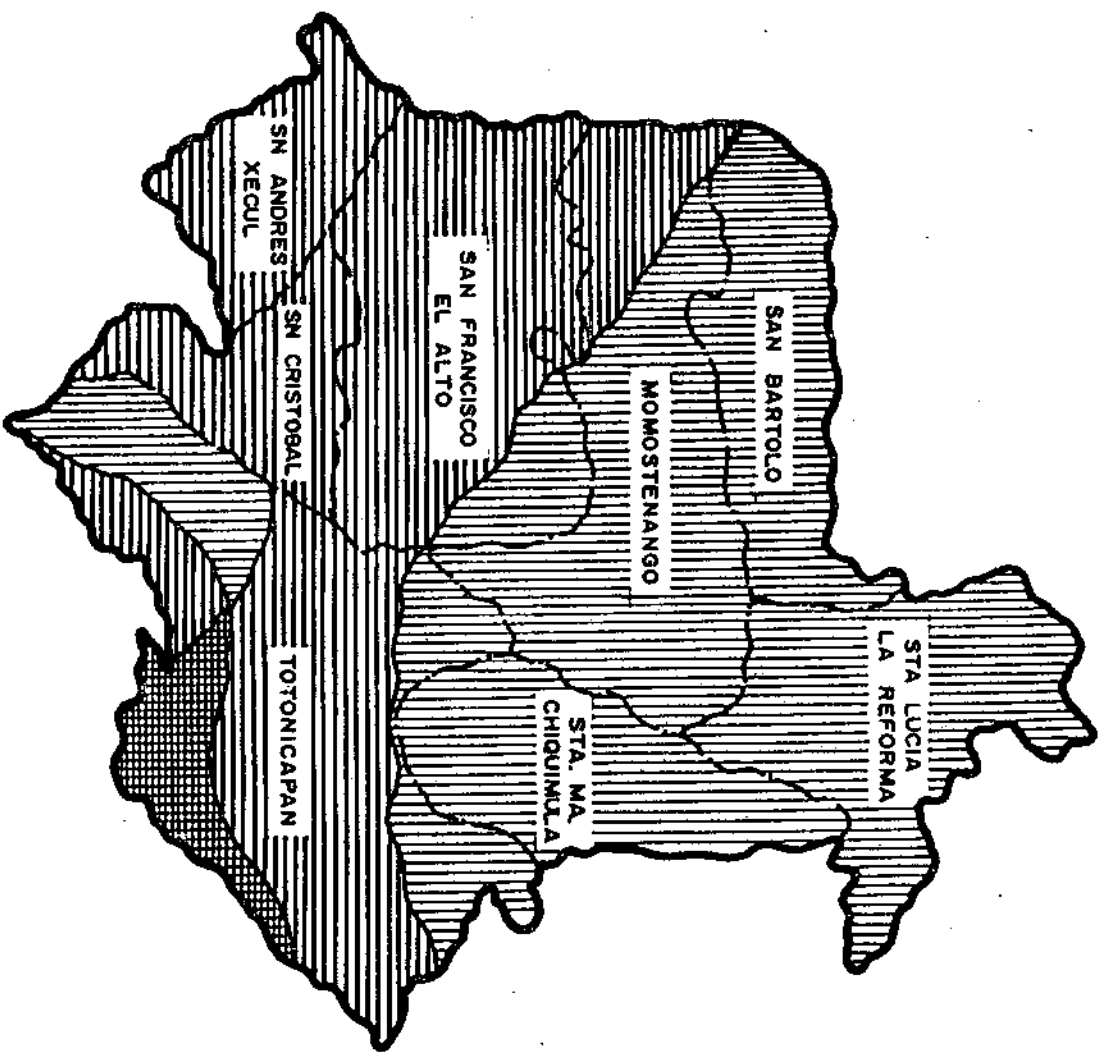 STA LUCIA
LA REFORMA
SAN BARTOLO
MOMOSTENANGO
STA. MA.
CHIQUIMULA
SAN FRANCISCO
EL ALTO
SN ANDRES
XECUL
SN CRISTOBAL
TOTONICAPAN